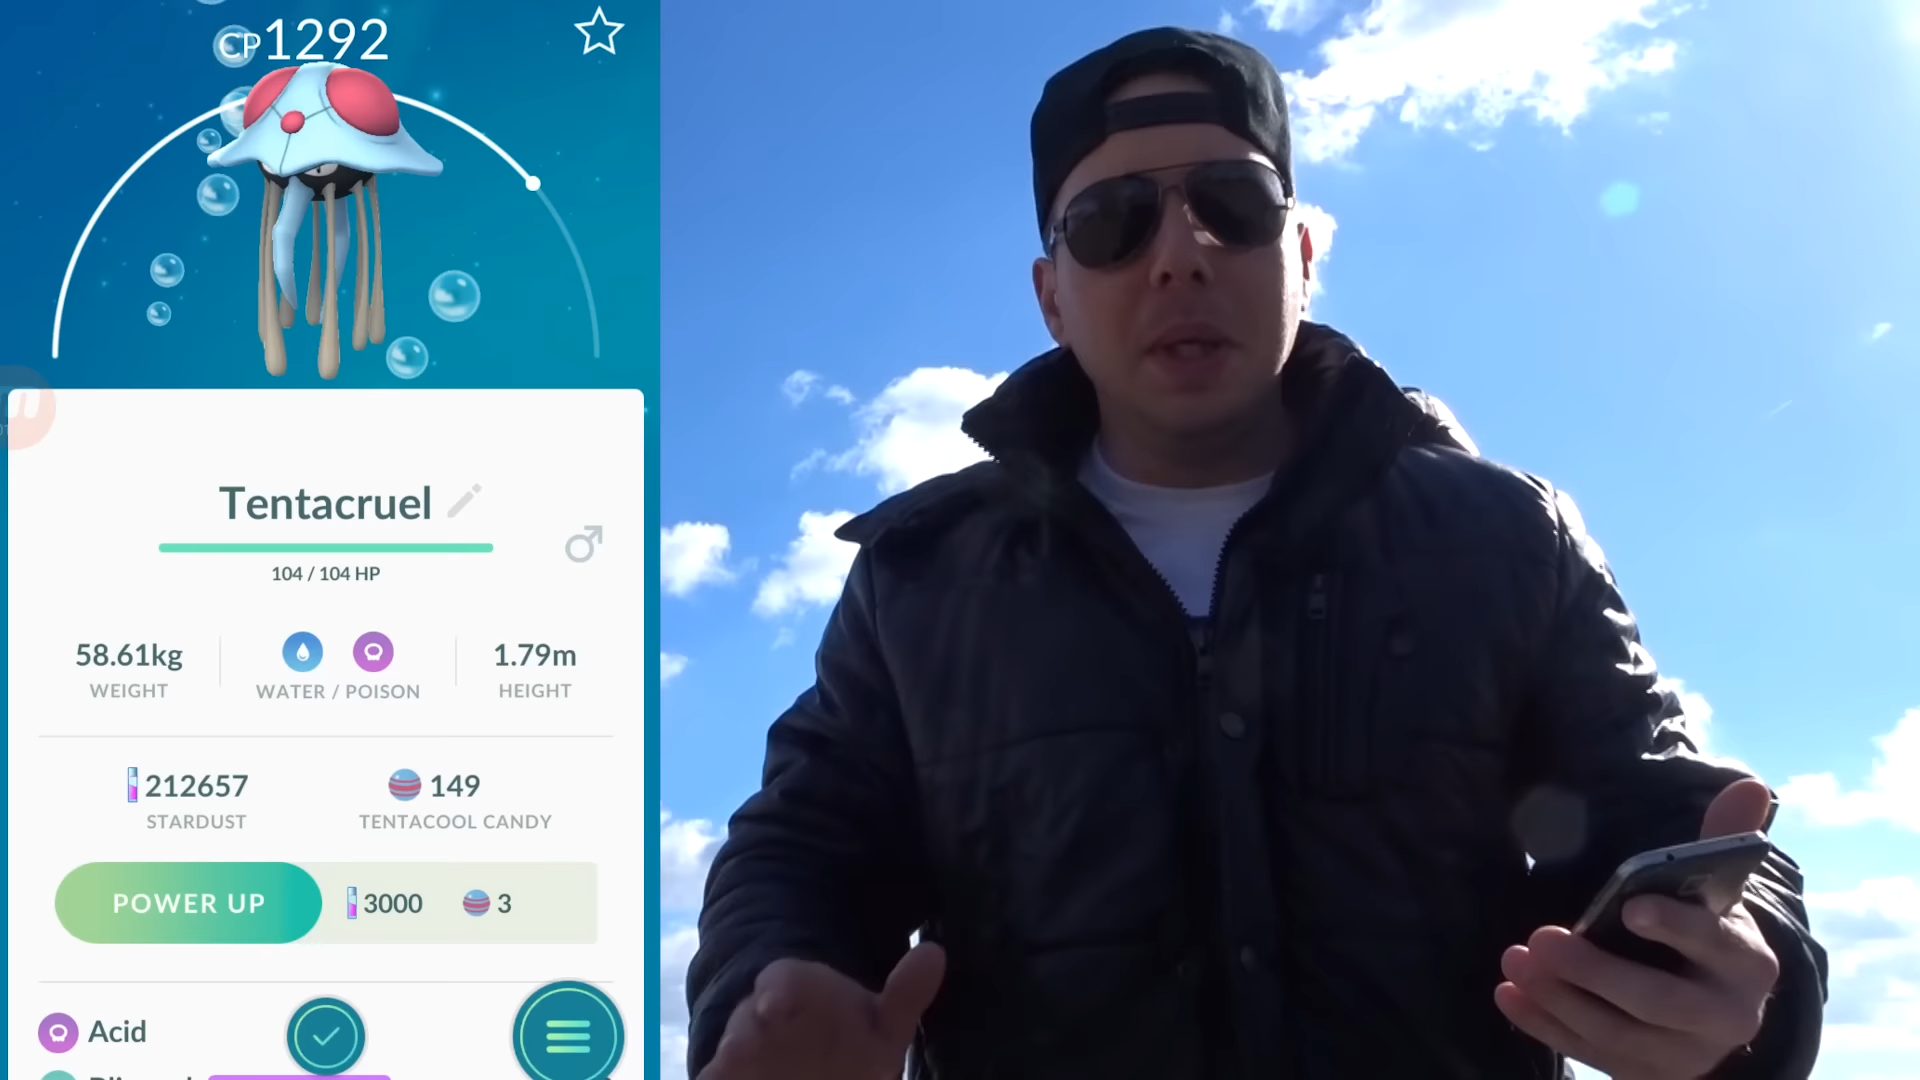 CP1292
Tentacruel
104 / 104 HP
58.61kg
WEIGHT
WATER / POISON
1.79m
HEIGHT
212657
STARDUST
149
TENTACOOL CANDY
POWER UP
3000
3
Acid